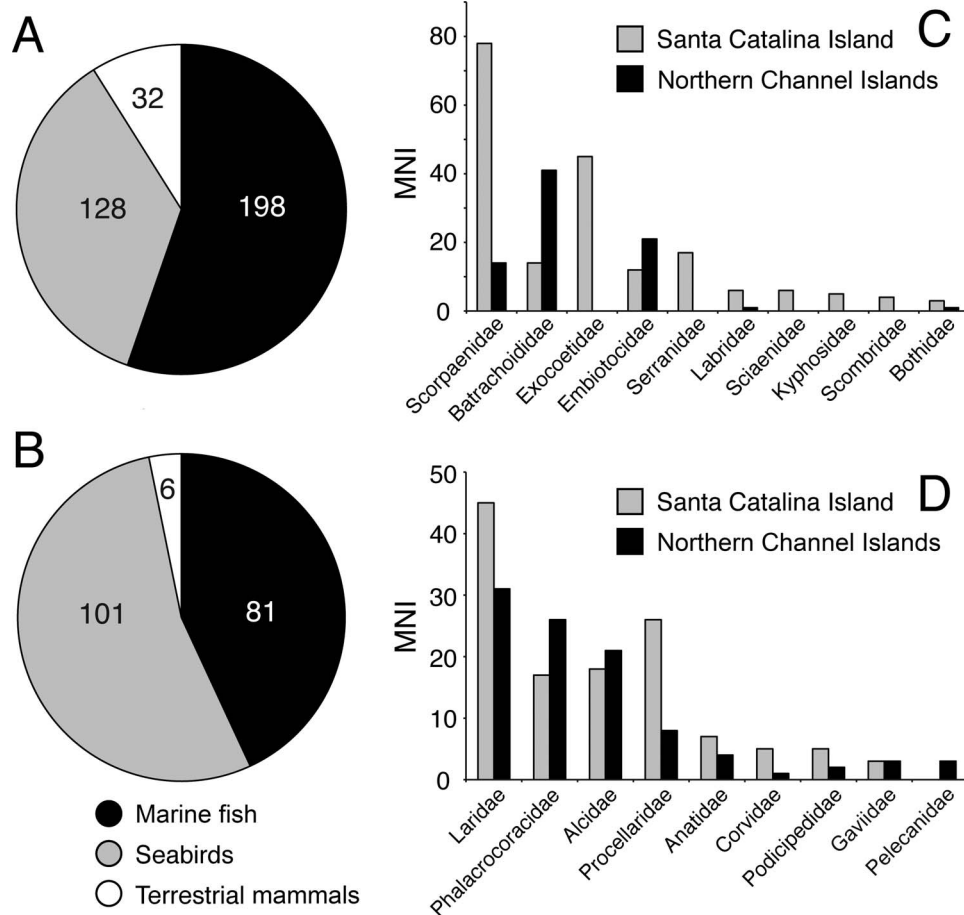 A
32
128
198
B
6
101
81
Marine fish
Seabirds
Terrestrial mammals
C
Santa Catalina Island
Northern Channel Islands
MNI
80
60
40
20
0
Scorpaenidae
Batrachoididae
Exocoetidae
Embiotocidae
Serranidae
Labridae
Sciaenidae
Kyphosidae
Scombridae
Bothidae
D
Santa Catalina Island
Northern Channel Islands
MNI
50
40
30
20
10
0
Laridae
Phalacrocoracidae
Alcidae
Procellaridae
Anatidae
Corvidae
Podicipedidae
Gaviidae
Pelecanidae